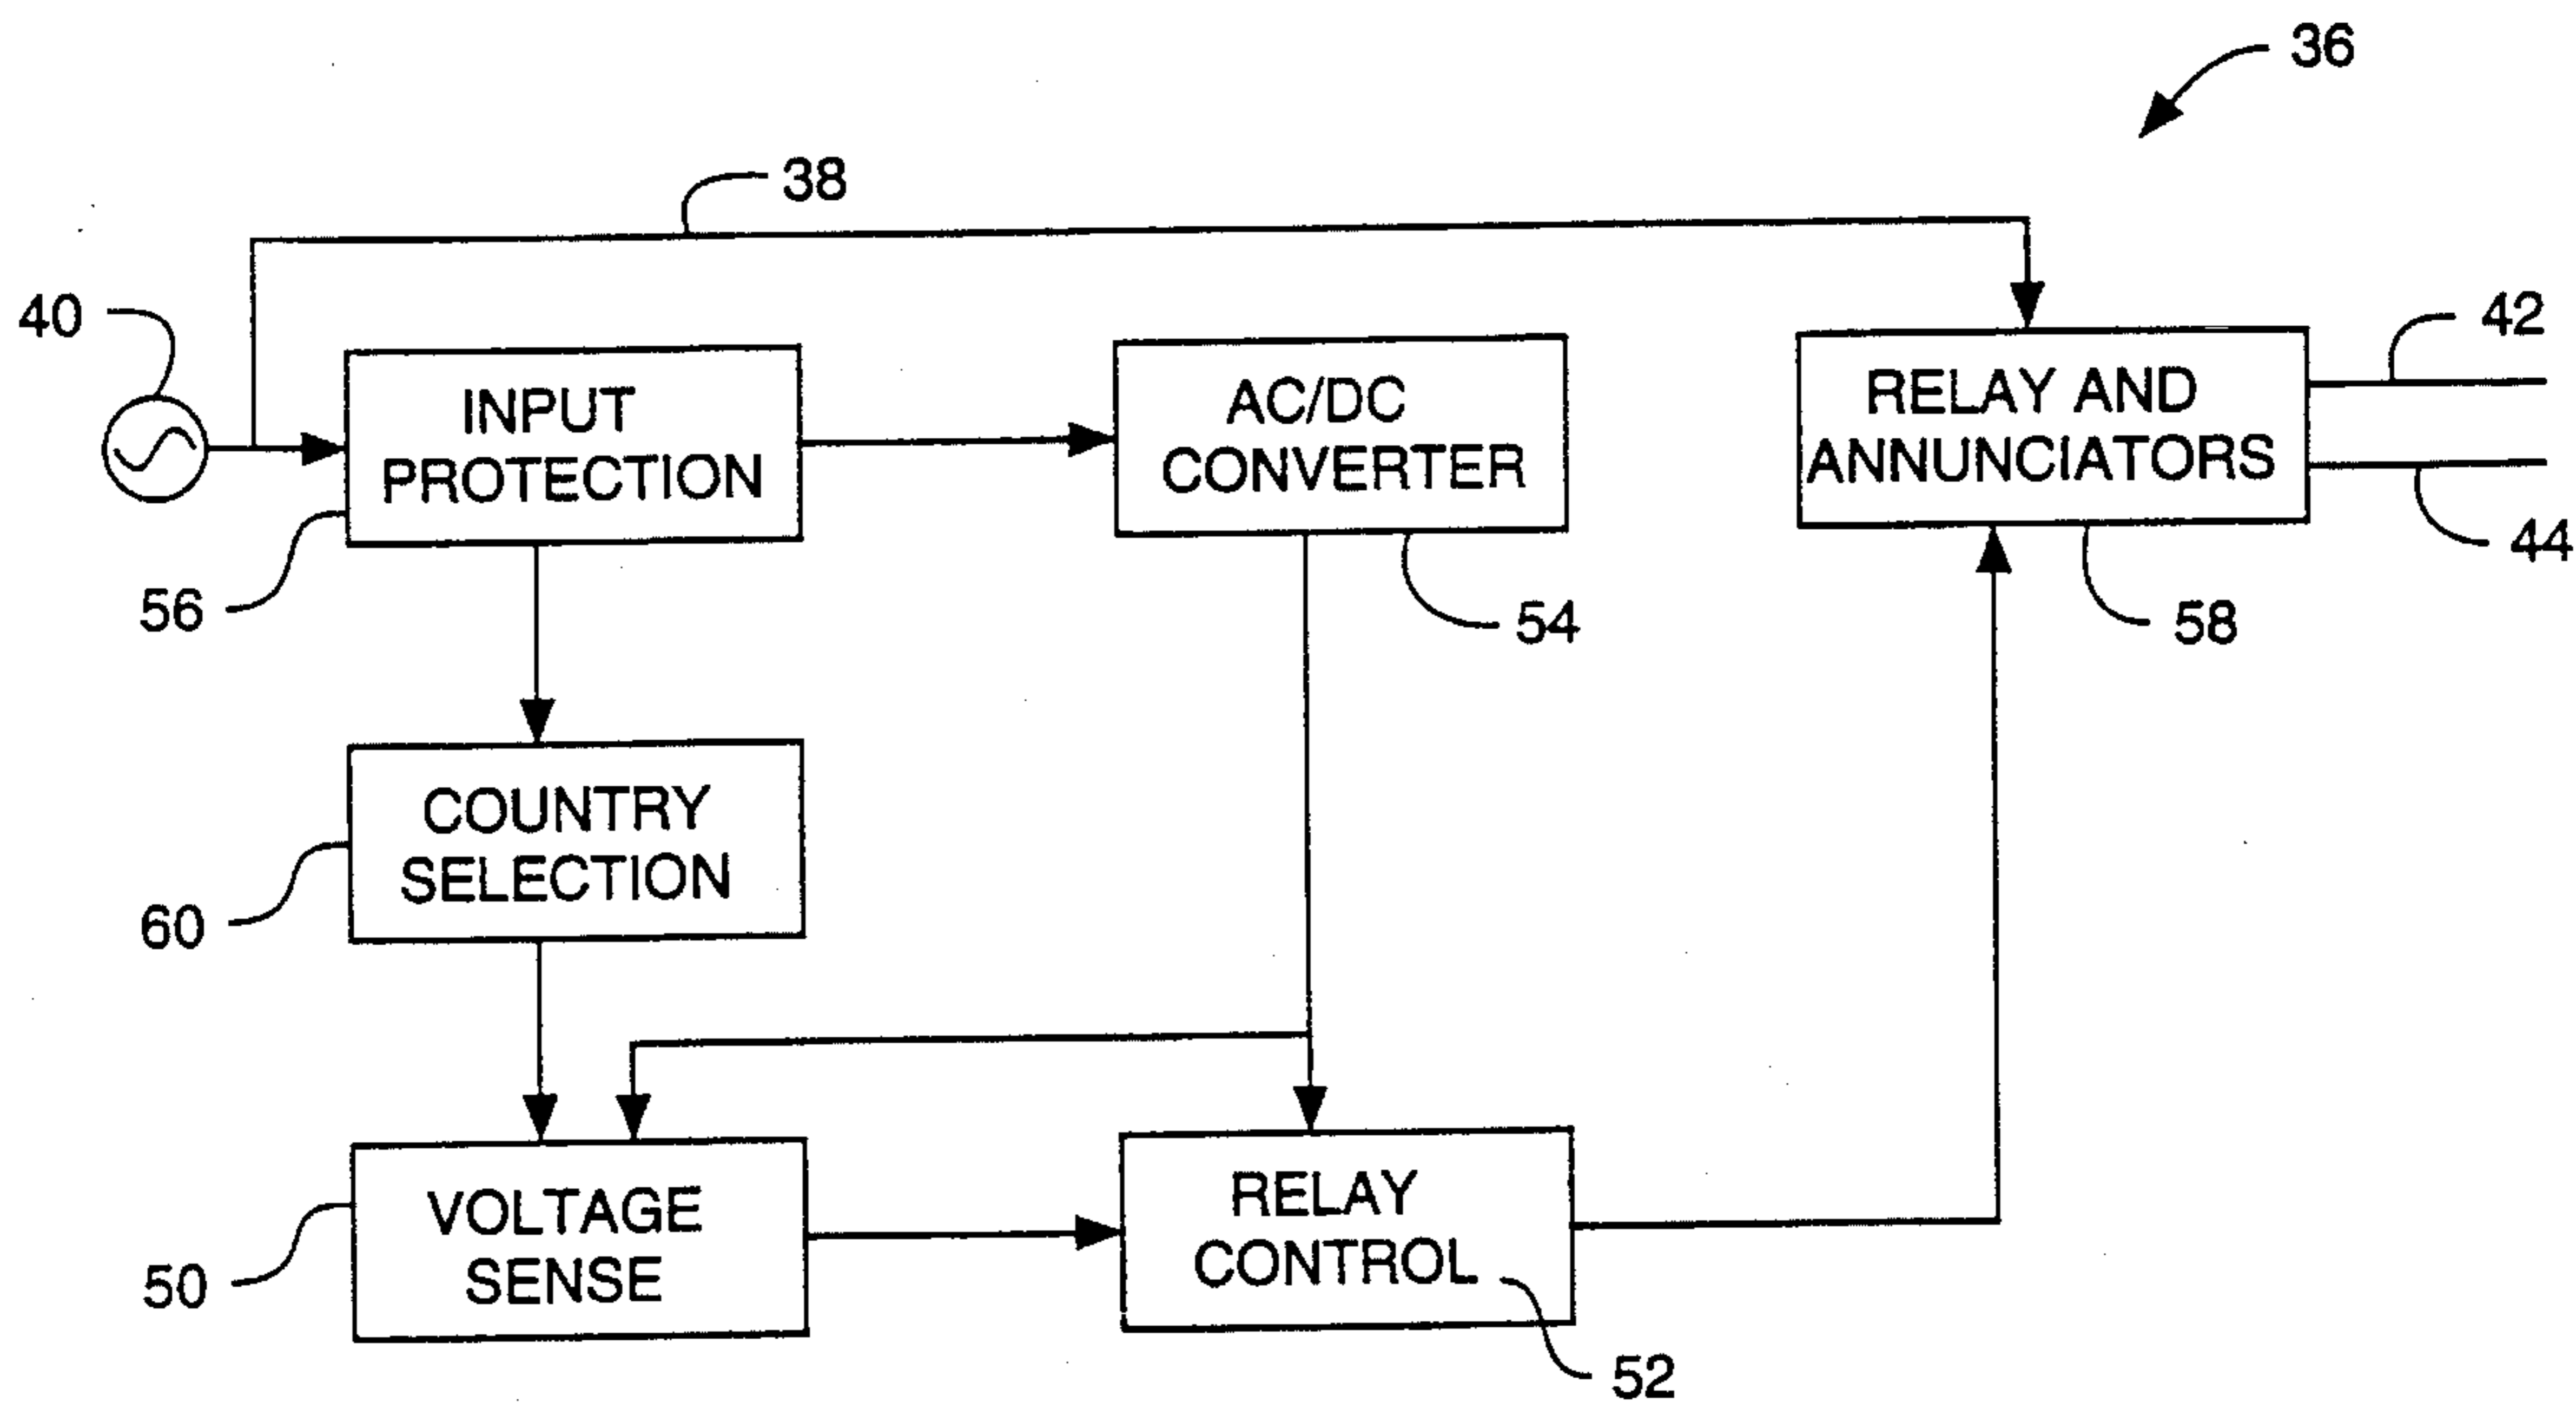 36
38
40
INPUT
PROTECTION
AC/DC
CONVERTER
RELAY AND
ANNUNCIATORS
42
44
56
54
58
COUNTRY
SELECTION
60
VOLTAGE
SENSE
RELAY
CONTROL
50
52